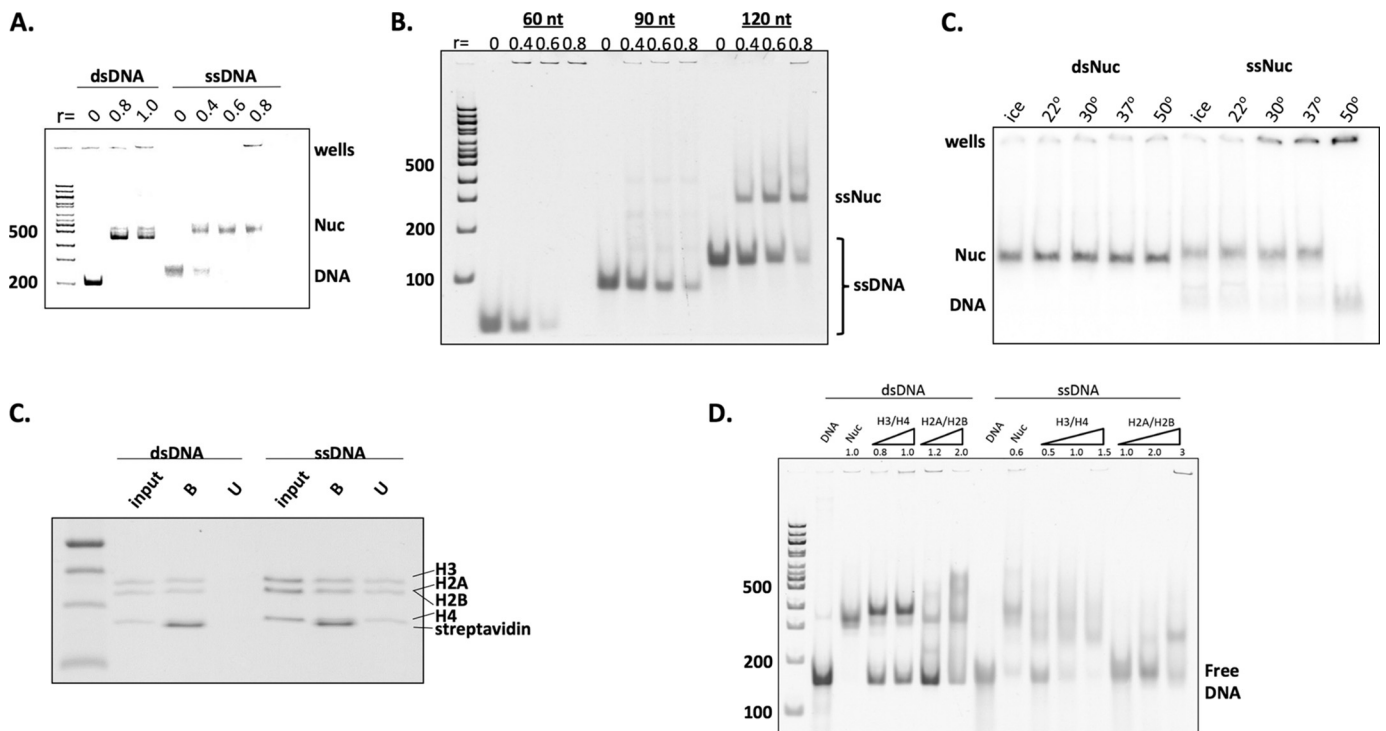 A.
dsDNA ssDNA
r= 0 0.8 1.0 0 0.4 0.6 0.8
wells
500 Nuc
200 DNA
B.
60 nt 90 nt 120 nt
r= 0 0.4 0.6 0.8 0 0.4 0.6 0.8 0 0.4 0.6 0.8
500
ssNuc
200
100
ssDNA
C.
dsNuc ssNuc
ice 22° 30° 37° 50° ice 22° 30° 37° 50°
wells
Nuc
DNA
C.
dsDNA ssDNA
input B U input B U
H3
H2A
H2B
H4
streptavidin
D.
dsDNA ssDNA
DNA Nuc H3/H4 H2A/H2B DNA Nuc H3/H4 H2A/H2B
1.0 0.8 1.0 1.2 2.0 0.6 0.5 1.0 1.5 1.0 2.0 3
500
200
Free
DNA
100